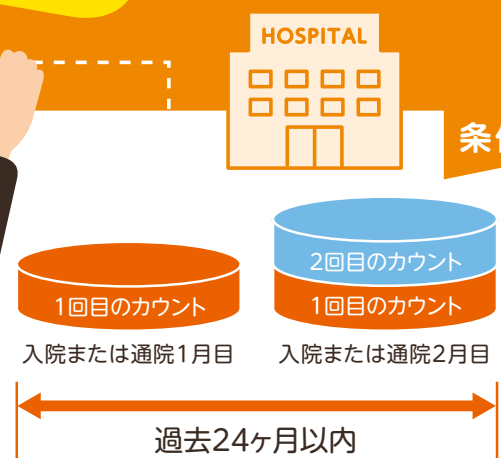 HOSPITAL
条
2回目のカウント
1回目のカウント
1回目のカウント
入院または通院1月目
入院または通院2月目
過去24ヶ月以内